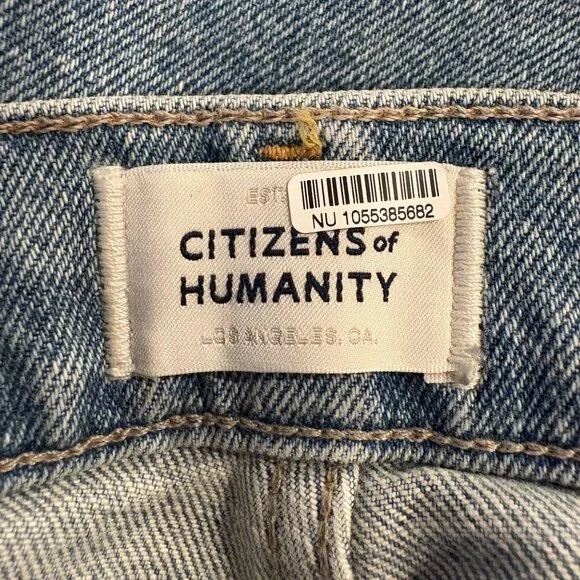 EST.
NU 1055385682
CITIZENS of
HUMANITY
LOS ANGELES, CA.